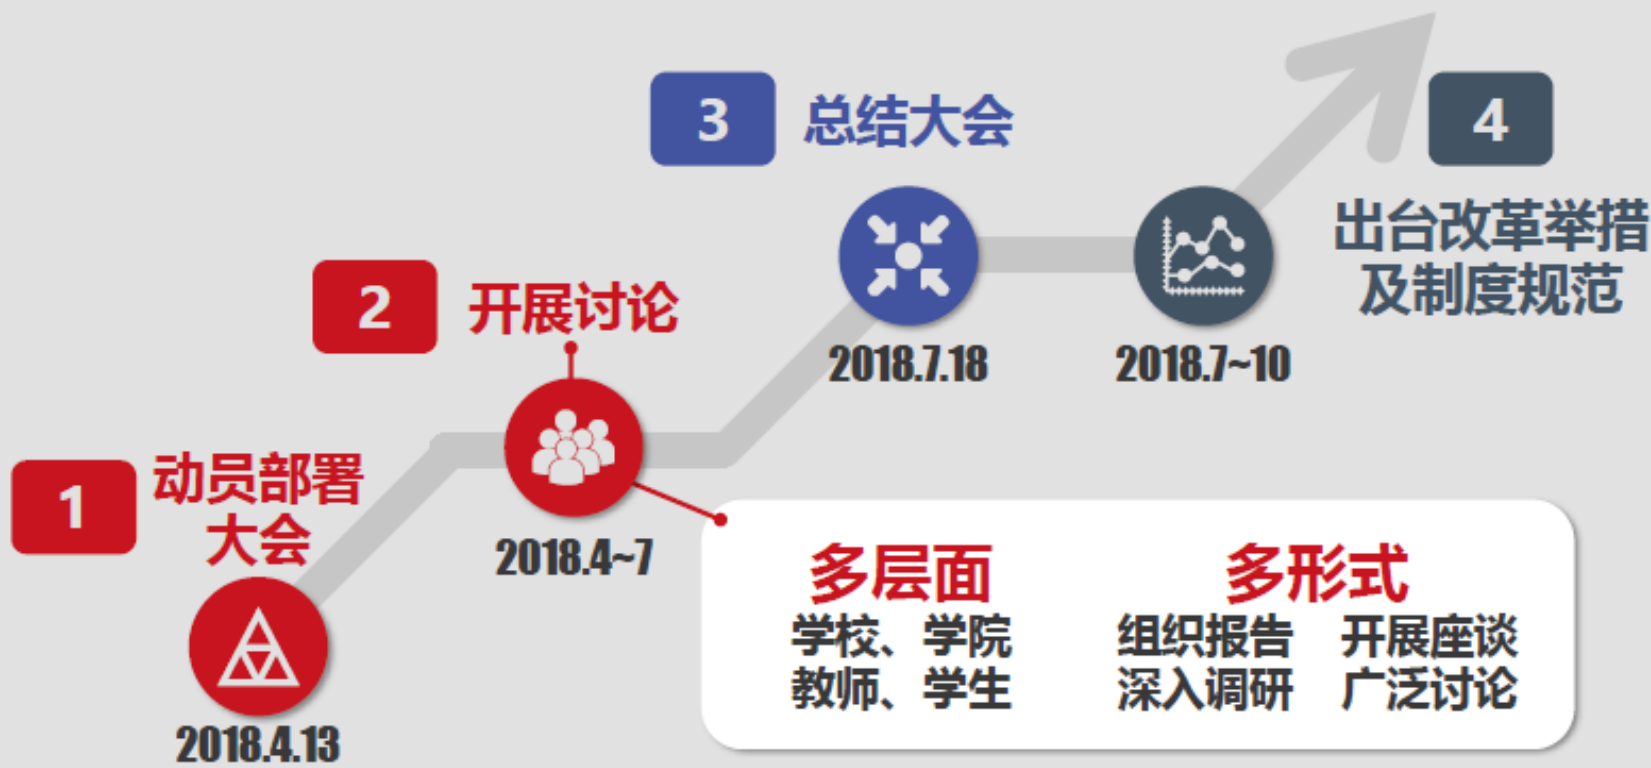 1
动员部署
大会
2018.4.13
2
开展讨论
2018.4~7
多层面
学校、学院
教师、学生
多形式
组织报告 开展座谈
深入调研 广泛讨论
3
总结大会
2018.7.18
4
出台改革举措
及制度规范
2018.7~10